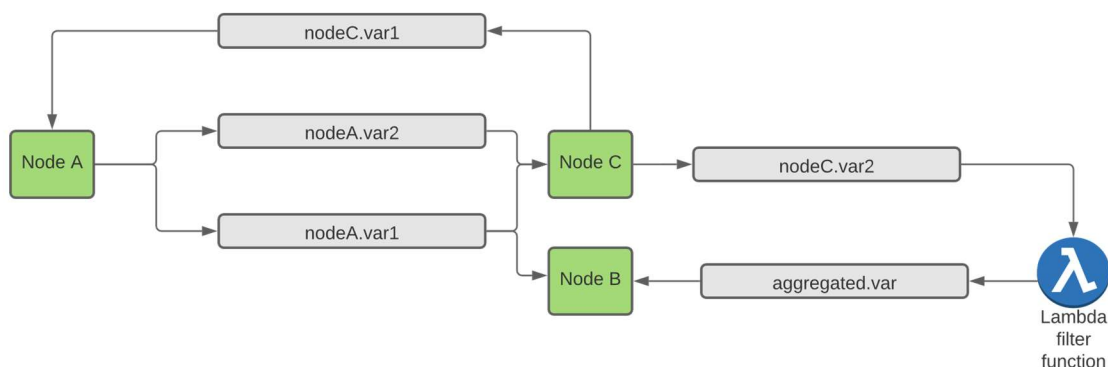 nodeC.var1
nodeA.var2
Node A
Node C
nodeC.var2
nodeA.var1
Node B
aggregated.var
Lambda
filter
function